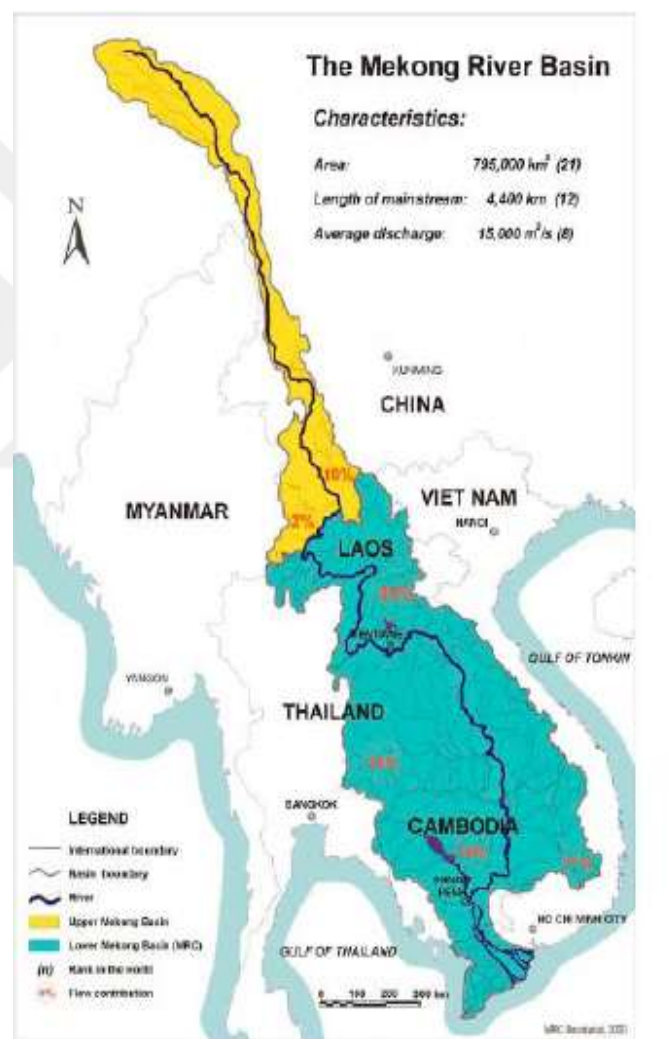 The Mekong River Basin
Characteristics:
Area: 795,000 km² (21)
Length of mainstream: 4,400 km (12)
Average discharge: 15,000 m³/s (8)
N
KUNMING
CHINA
MYANMAR
16%
2%
VIET NAM
HANOI
LAOS
GULF OF TONKIN
YANGON
THAILAND
BANGKOK
CAMBODIA
PHNOM PENH
HO CHI MINH CITY
GULF OF THAILAND
LEGEND
International boundary
Basin boundary
River
Upper Mekong Basin
Lower Mekong Basin (MRC)
(n) Rank in the world
Flow contribution
0 100 200 300 km